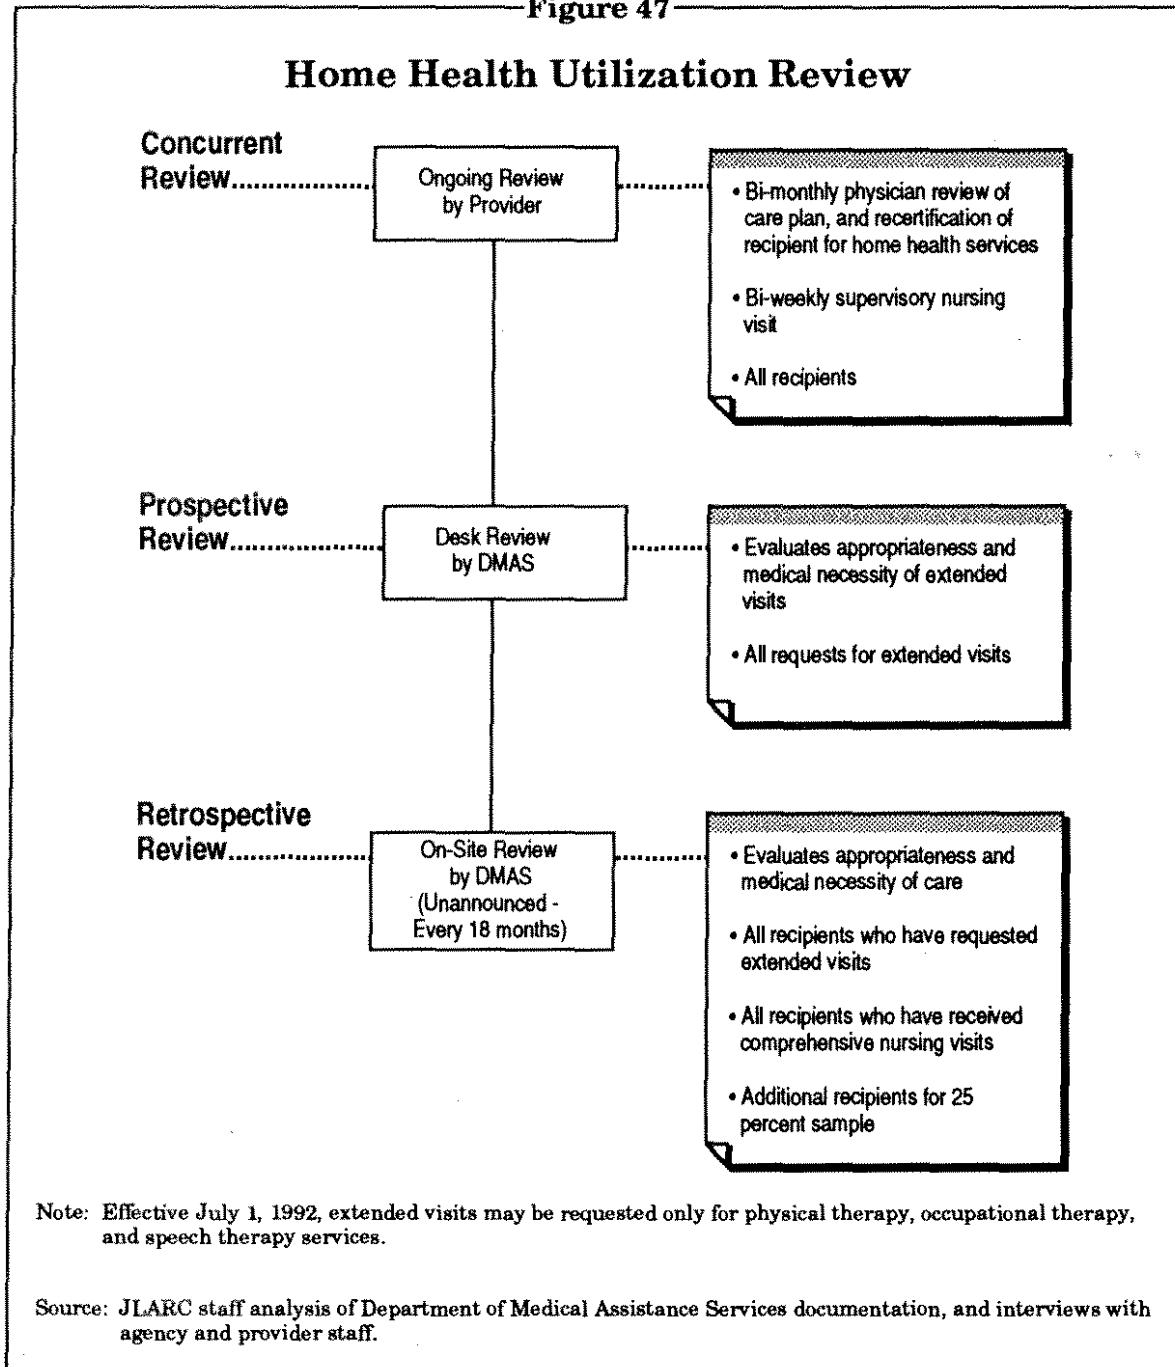 Figure 47
Home Health Utilization Review
Concurrent
Review
Ongoing Review
by Provider
• Bi-monthly physician review of
care plan, and recertification of
recipient for home health services
• Bi-weekly supervisory nursing
visit
• All recipients
Prospective
Review
Desk Review
by DMAS
• Evaluates appropriateness and
medical necessity of extended
visits
• All requests for extended visits
Retrospective
Review
On-Site Review
by DMAS
(Unannounced -
Every 18 months)
• Evaluates appropriateness and
medical necessity of care
• All recipients who have requested
extended visits
• All recipients who have received
comprehensive nursing visits
• Additional recipients for 25
percent sample
Note: Effective July 1, 1992, extended visits may be requested only for physical therapy, occupational therapy,
and speech therapy services.
Source: JLARC staff analysis of Department of Medical Assistance Services documentation, and interviews with
agency and provider staff.